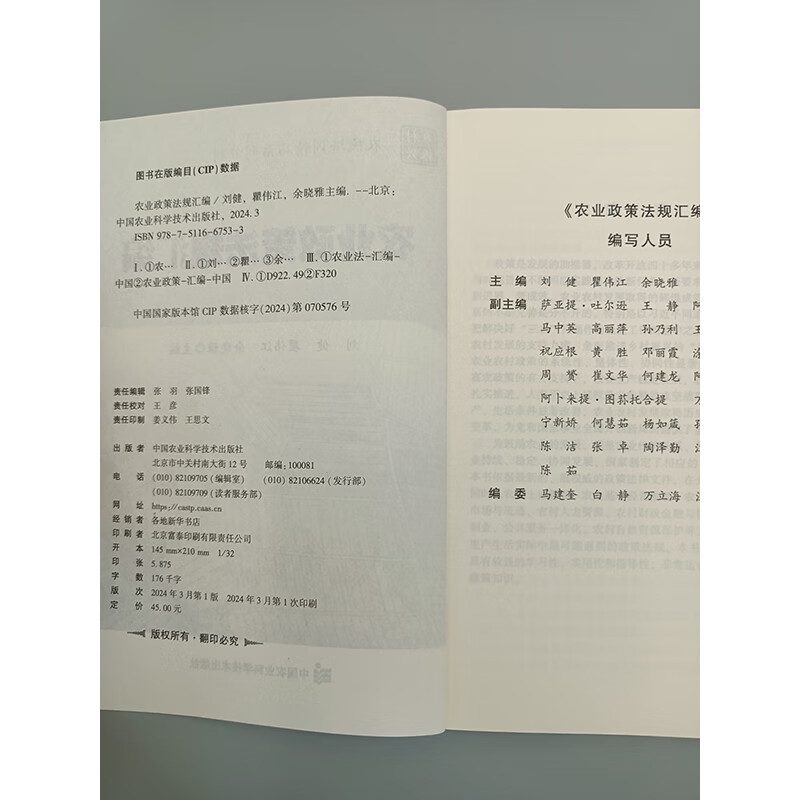 图书在版编目(CIP)数据
农业政策法规汇编/刘健，瞿伟江，余晓雅主编. --北京：
中国农业科学技术出版社，2024.3
ISBN 978-7-5116-6753-3
Ⅰ.①农… Ⅱ.①刘…②瞿…③余… Ⅲ.①农业法-汇编-
中国②农业政策-汇编-中国 Ⅳ.①D922.49②F320
中国国家版本馆 CIP 数据核字(2024)第 070576 号
责任编辑 张 羽 张国锋
责任校对 王 彦
责任印制 姜义伟 王思文
出 版 者 中国农业科学技术出版社
北京市中关村南大街 12 号 邮编:100081
电 话 (010) 82109705 (编辑室) (010) 82106624 (发行部)
(010) 82109709 (读者服务部)
网 址 https://castp.caas.cn
经 销 者 各地新华书店
印 刷 者 北京富泰印刷有限责任公司
开 本 145 mm×210 mm 1/32
印 张 5.875
字 数 176 千字
版 次 2024 年 3 月第 1 版 2024 年 3 月第 1 次印刷
定 价 45.00 元
版权所有·翻印必究
《农业政策法规汇编
编写人员
主 编 刘 健 瞿伟江 余晓雅
副主编 萨亚提·吐尔逊 王 静
马中英 高丽萍 孙乃利
祝应根 黄 胜 邓丽霞
周 赟 崔文华 何建龙
阿卜来提·图荪托合提
宁新娇 何慧茹 杨如箴
陈 洁 张 卓 陶泽勤
陈 茹
编 委 马建奎 白 静 万立海